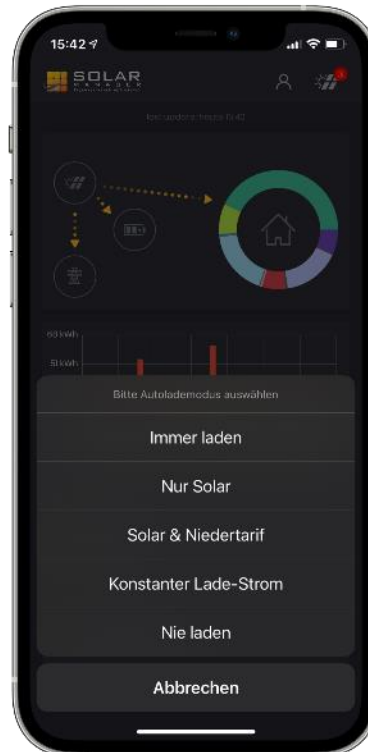 15:42
SOLAR
MANAGER
60 kWh
51 kWh
Bitte Autolademodus auswählen
Immer laden
Nur Solar
Solar & Niedertarif
Konstanter Lade-Strom
Nie laden
Abbrechen